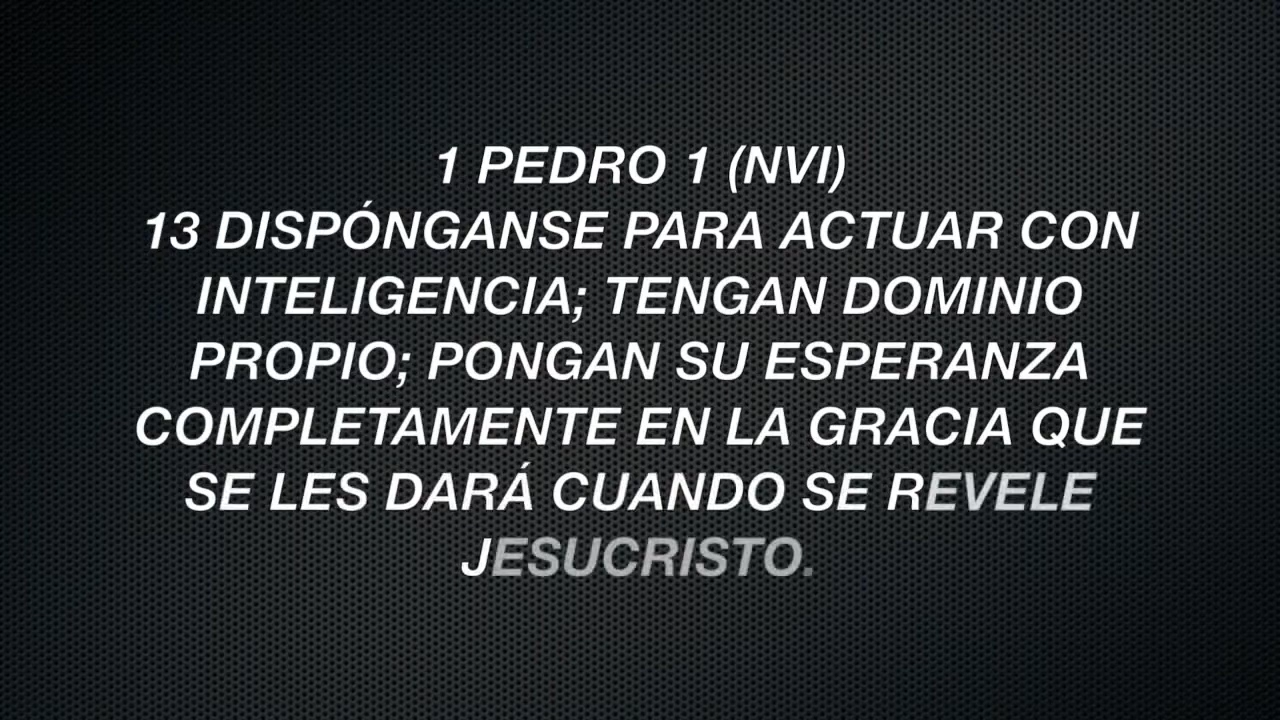 1 PEDRO 1 (NVI)
13 DISPÓNGANSE PARA ACTUAR CON
INTELIGENCIA; TENGAN DOMINIO
PROPIO; PONGAN SU ESPERANZA
COMPLETAMENTE EN LA GRACIA QUE
SE LES DARÁ CUANDO SE REVELE
JESUCRISTO.